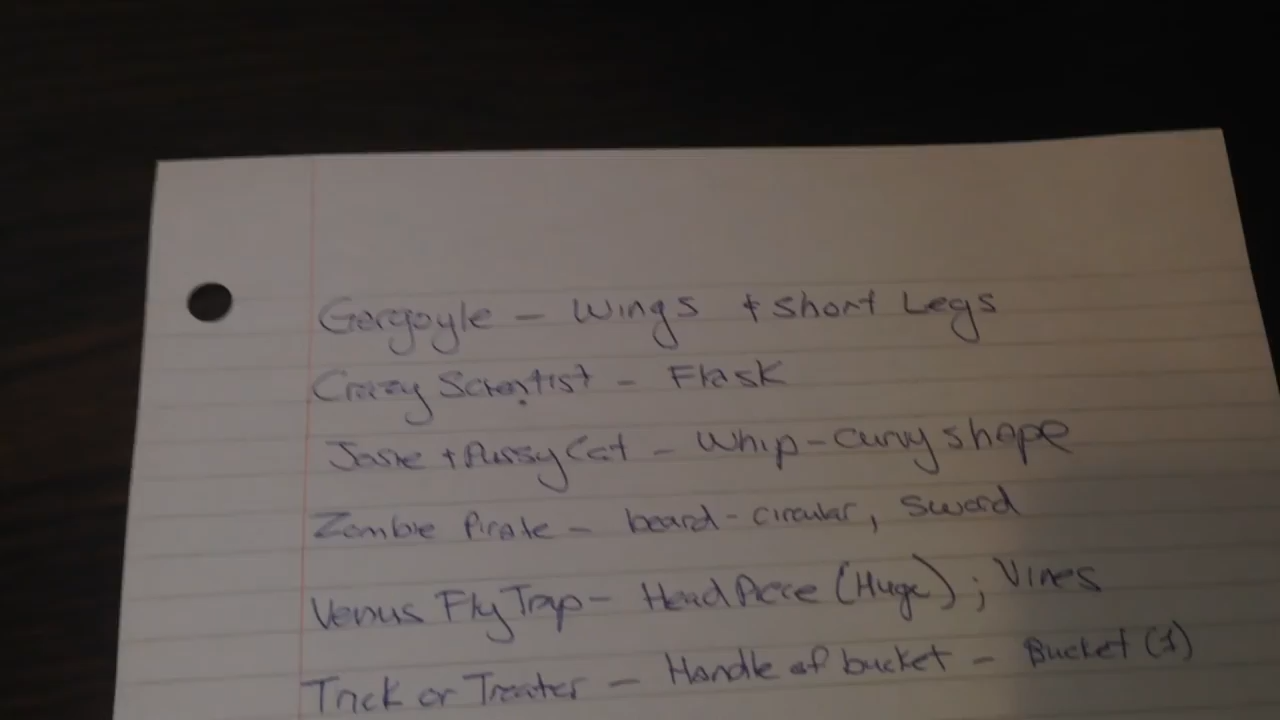 Gargoyle - Wings + Short Legs
Crazy Scientist - Flask
Josie + Pussy Cat - Whip - curvy shape
Zombie Pirate - beard - circular, Sword
Venus Fly Trap - Head Piece (Huge) ; Vines
Trick or Treater - Handle of bucket - Bucket (1)